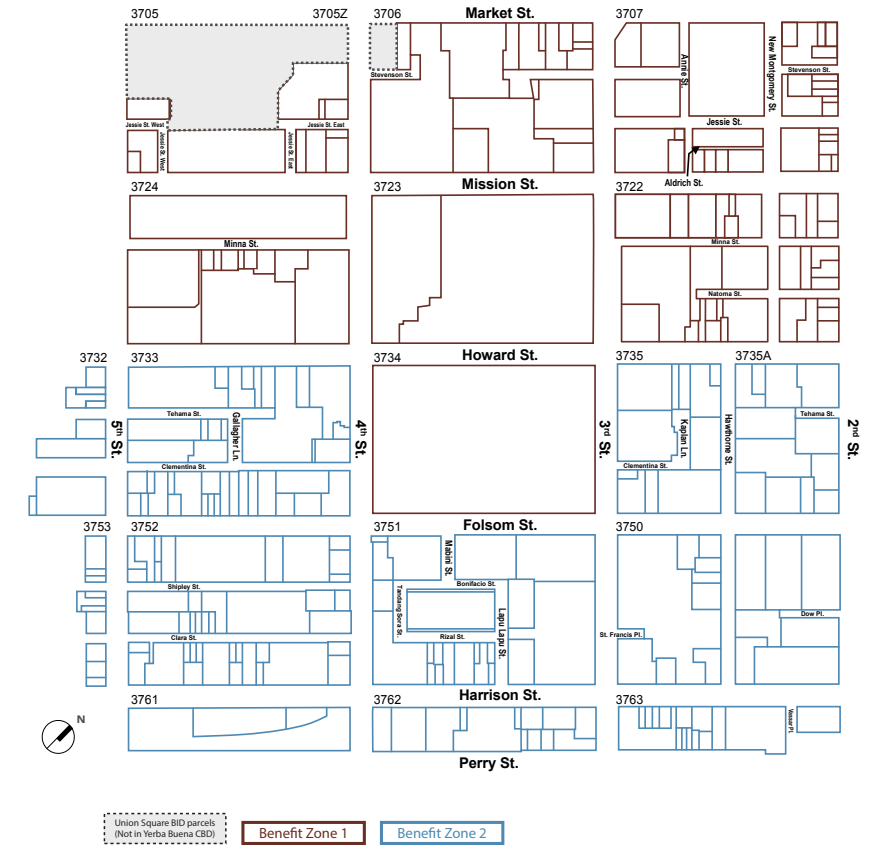 3705
3705Z
3706
Market St.
3707
Stevenson St.
Annie St.
New Montgomery St.
Stevenson St.
Jessie St. West
Jessie St. East
Jessie St.
Jessie St. West
Jessie St. East
Aldrich St.
3724
3723
Mission St.
3722
Minna St.
Minna St.
Natoma St.
3732
3733
3734
Howard St.
3735
3735A
5th St.
Tehama St.
Gallagher Ln.
4th St.
3rd St.
Kaplan Ln.
Hawthorne St.
Tehama St.
2nd St.
Clementina St.
Clementina St.
3753
3752
3751
Folsom St.
3750
Mabini St.
Shipley St.
Bonifacio St.
Tandang Sora St.
Lapu Lapu St.
Dow Pl.
Clara St.
Rizal St.
St. Francis Pl.
3761
3762
Harrison St.
3763
Vassar Pl.
N
Perry St.
Union Square BID parcels
(Not in Yerba Buena CBD)
Benefit Zone 1
Benefit Zone 2